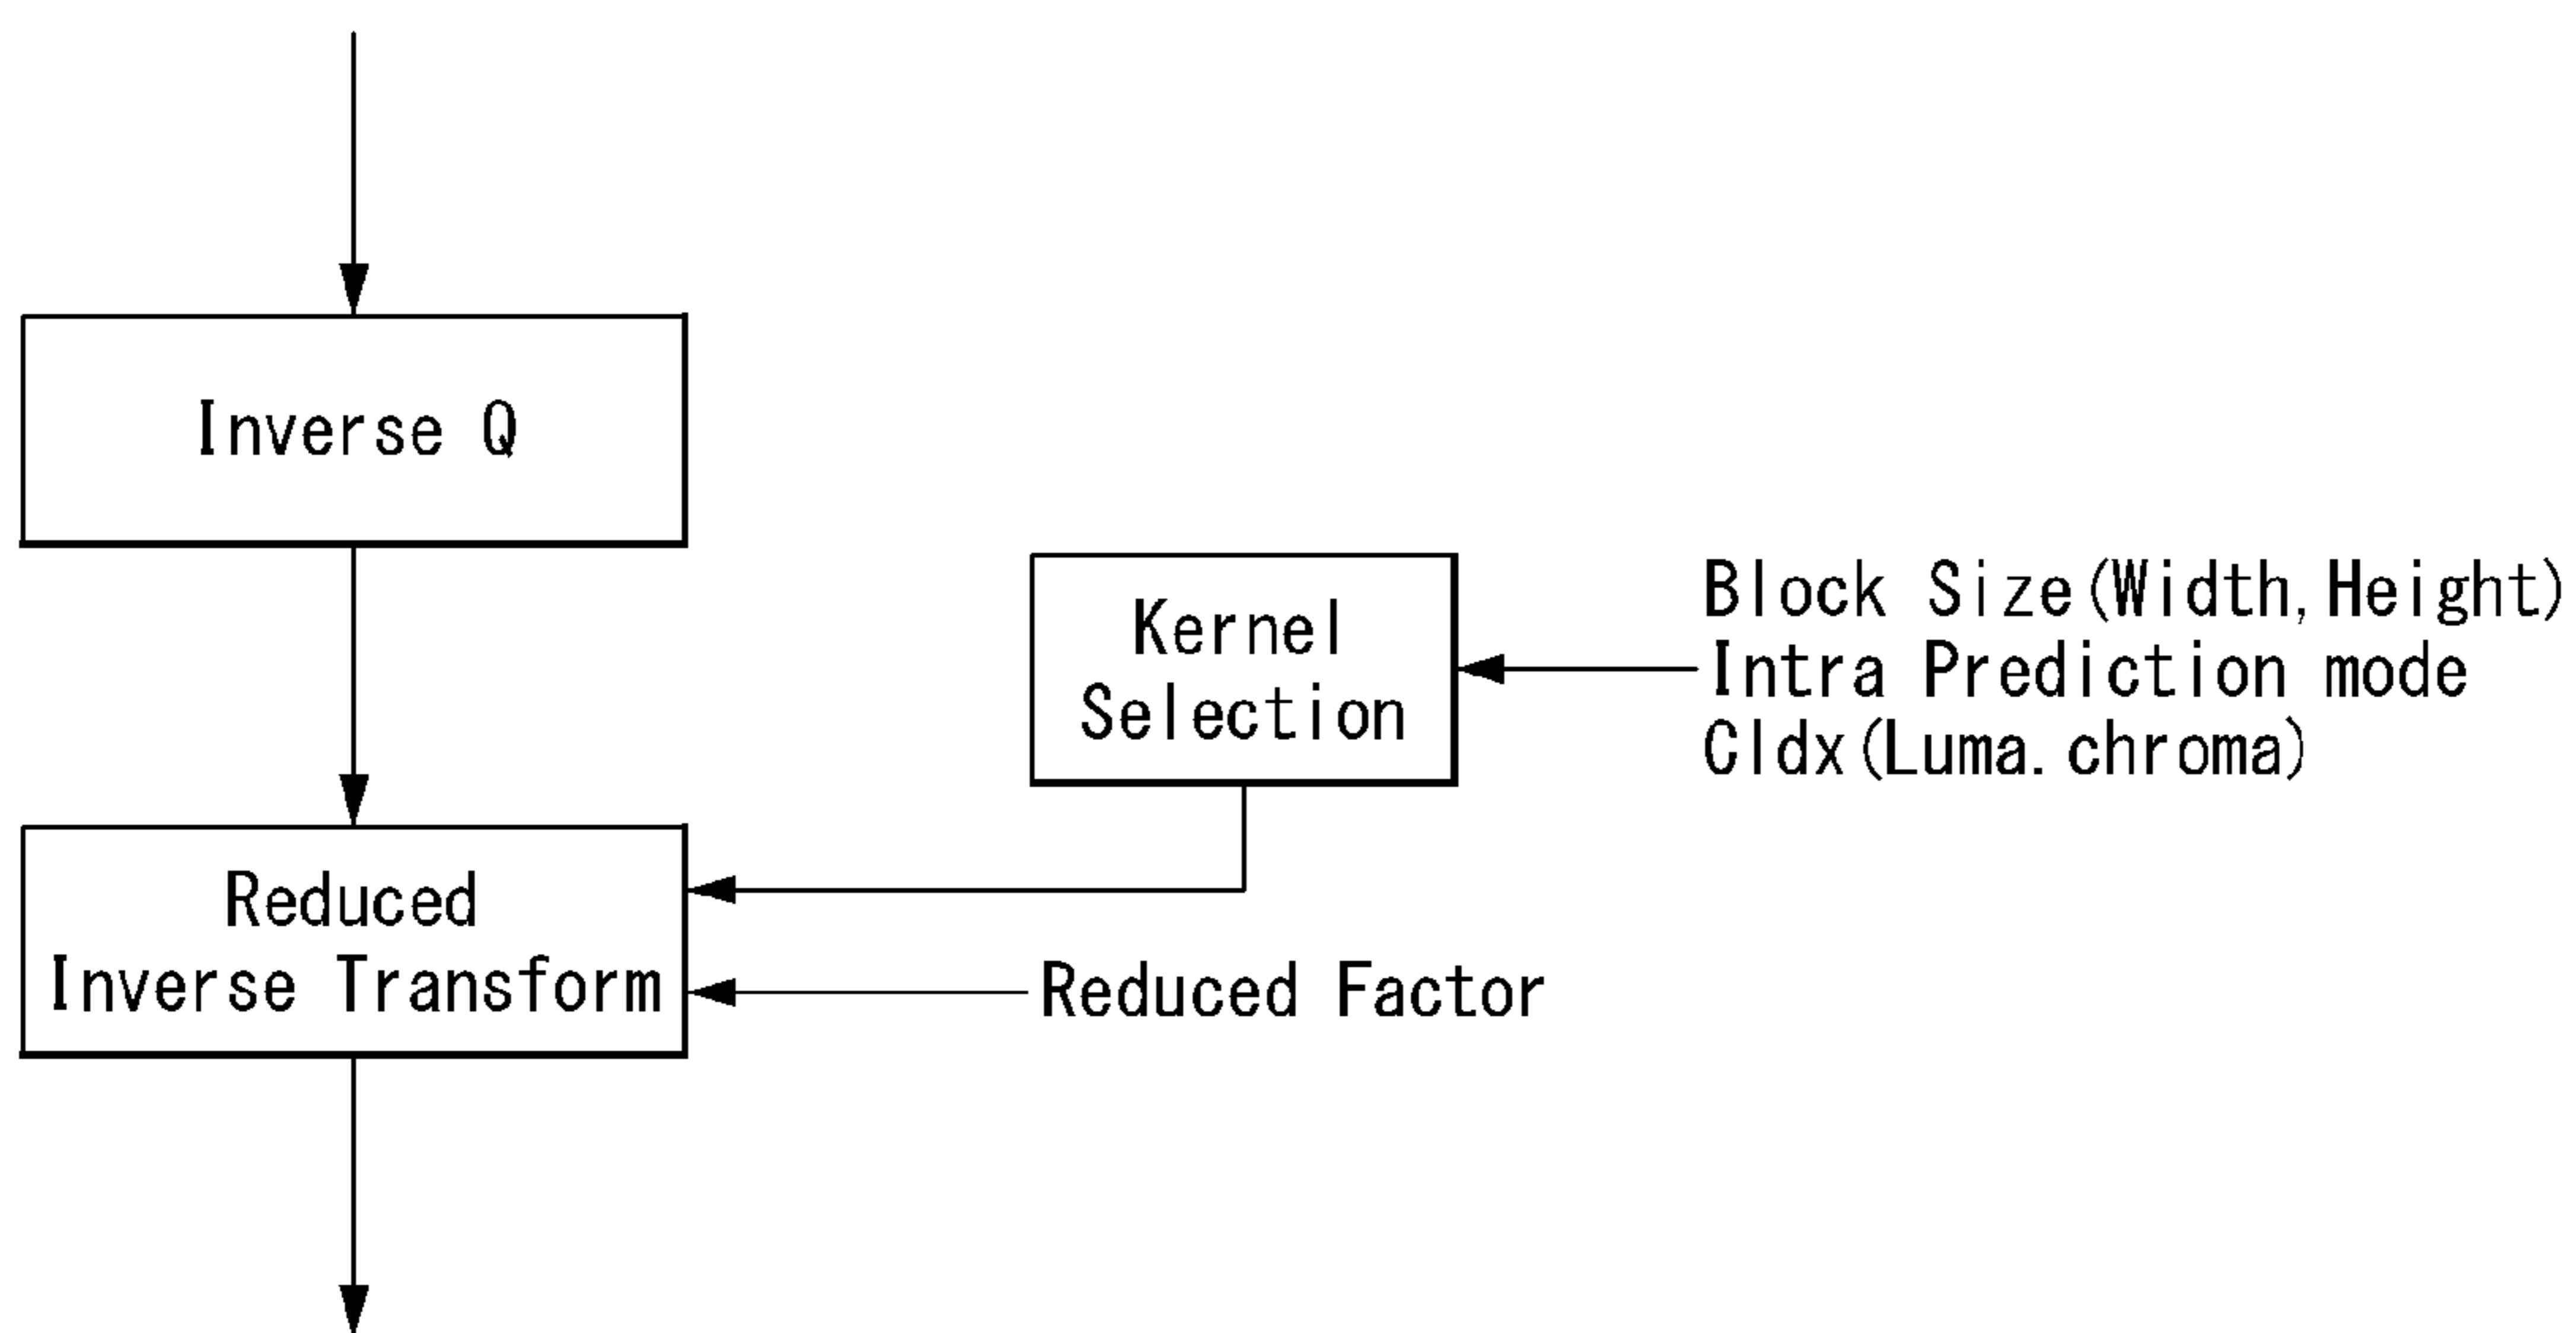 Inverse Q
Kernel
Selection
Block Size(Width,Height)
Intra Prediction mode
CIdx(Luma.chroma)
Reduced
Inverse Transform
Reduced Factor